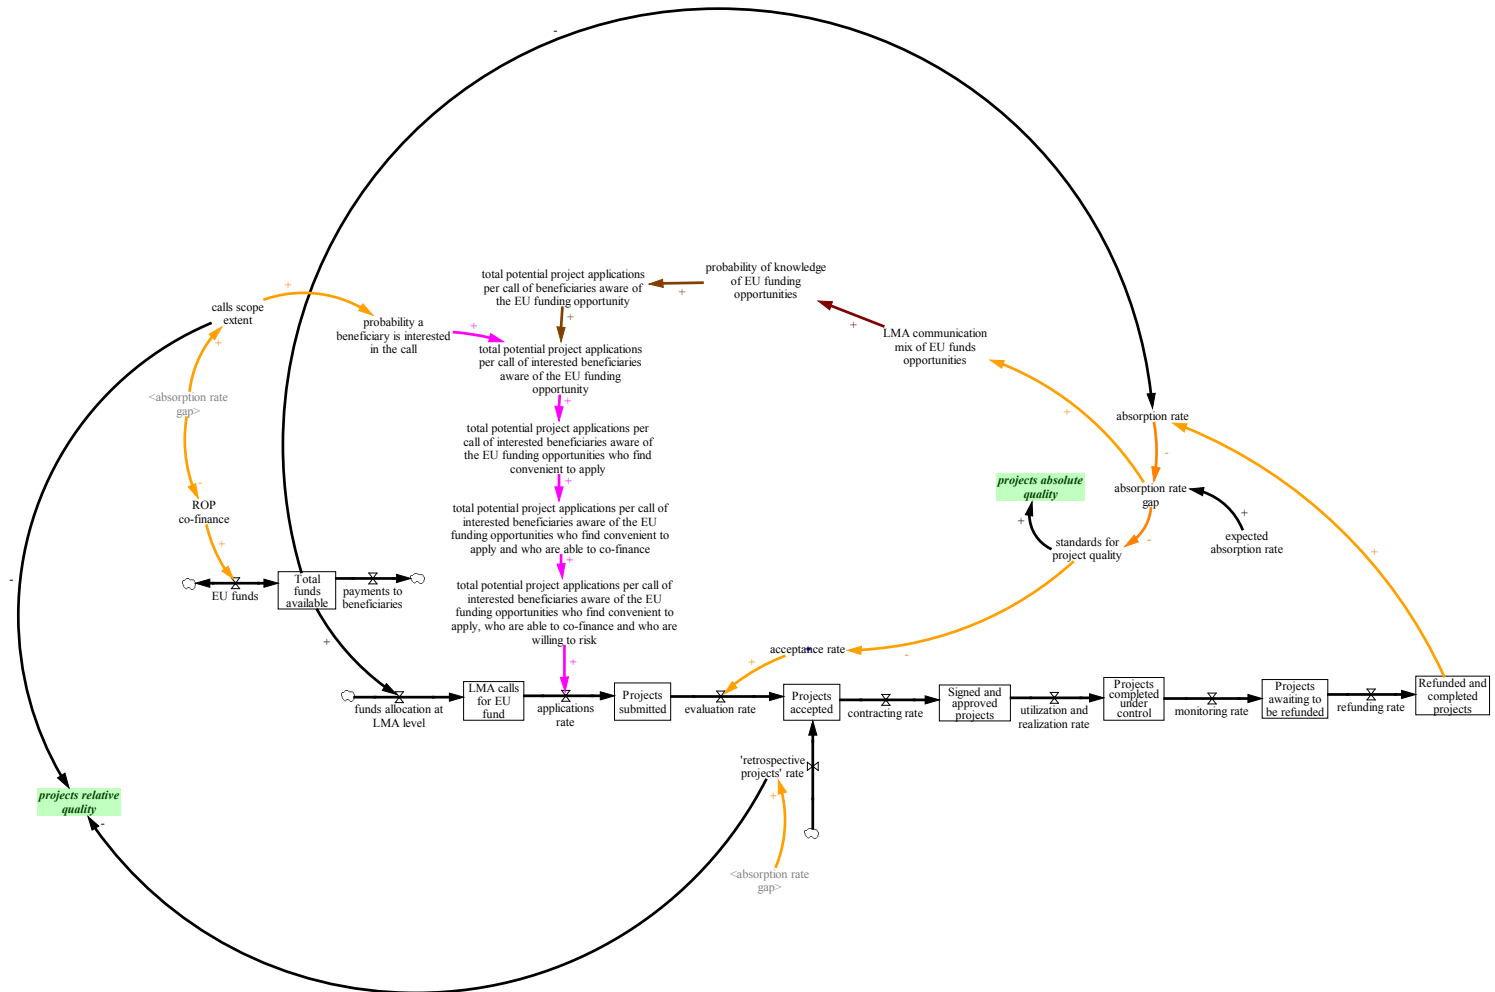 -
total potential project applications
per call of beneficiaries aware of
the EU funding opportunity
+
+
probability of knowledge
of EU funding
opportunities
+
LMA communication
mix of EU funds
opportunities
+
calls scope
extent
+
probability a
beneficiary is interested
in the call
+
total potential project applications
per call of interested beneficiaries
aware of the EU funding
opportunity
+
+
<absorption rate
gap>
-
ROP
co-finance
+
total potential project applications per
call of interested beneficiaries aware of
the EU funding opportunities who find
convenient to apply
+
total potential project applications per call of
interested beneficiaries aware of the EU
funding opportunities who find convenient to
apply and who are able to co-finance
+
total potential project applications per call of
interested beneficiaries aware of the EU
funding opportunities who find convenient to
apply, who are able to co-finance and who are
willing to risk
+
absorption rate
-
absorption rate
gap
+
expected
absorption rate
-
standards for
project quality
+
projects absolute
quality
+
-
EU funds
Total
funds
available
payments to
beneficiaries
+
-
acceptance rate
+
-
funds allocation at
LMA level
LMA calls
for EU
fund
applications
rate
Projects
submitted
evaluation rate
Projects
accepted
contracting rate
Signed and
approved
projects
utilization and
realization rate
Projects
completed
under
control
monitoring rate
Projects
awaiting to
be refunded
refunding rate
Refunded and
completed
projects
'retrospective
projects' rate
+
<absorption rate
gap>
projects relative
quality
-